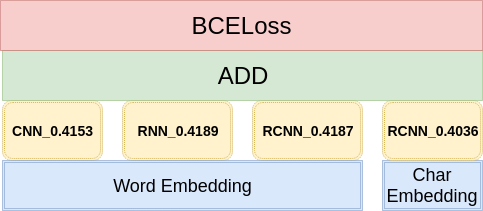 BCELoss
ADD
CNN_0.4153 RNN_0.4189 RCNN_0.4187 RCNN_0.4036
Word Embedding
Char
Embedding